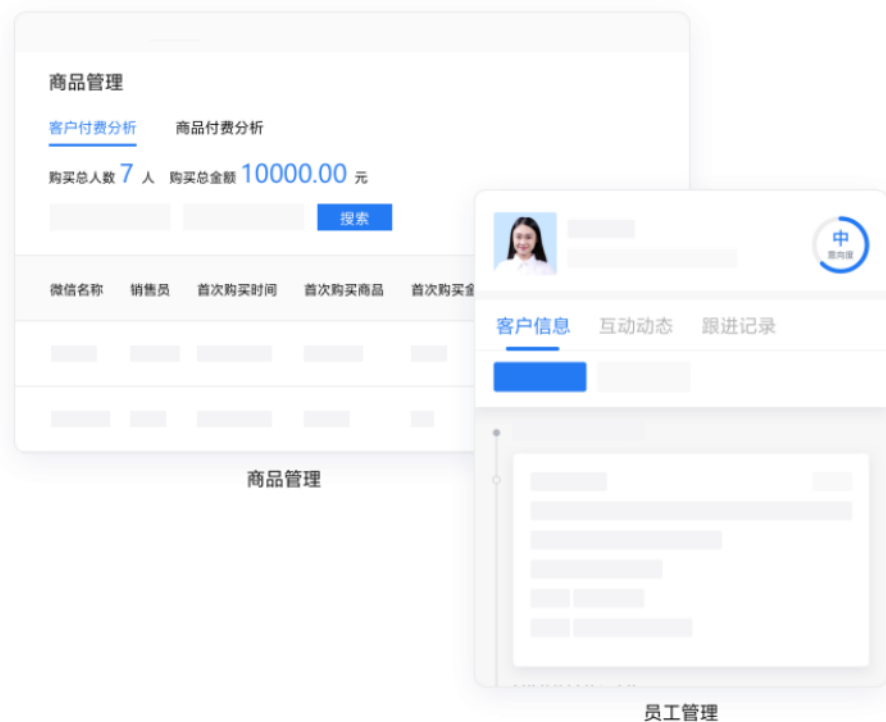 商品管理
客户付费分析 商品付费分析
购买总人数 7 人 购买总金额 10000.00 元
搜索
微信名称 销售员 首次购买时间 首次购买商品 首次购买金
商品管理
中
意向度
客户信息 互动动态 跟进记录
员工管理